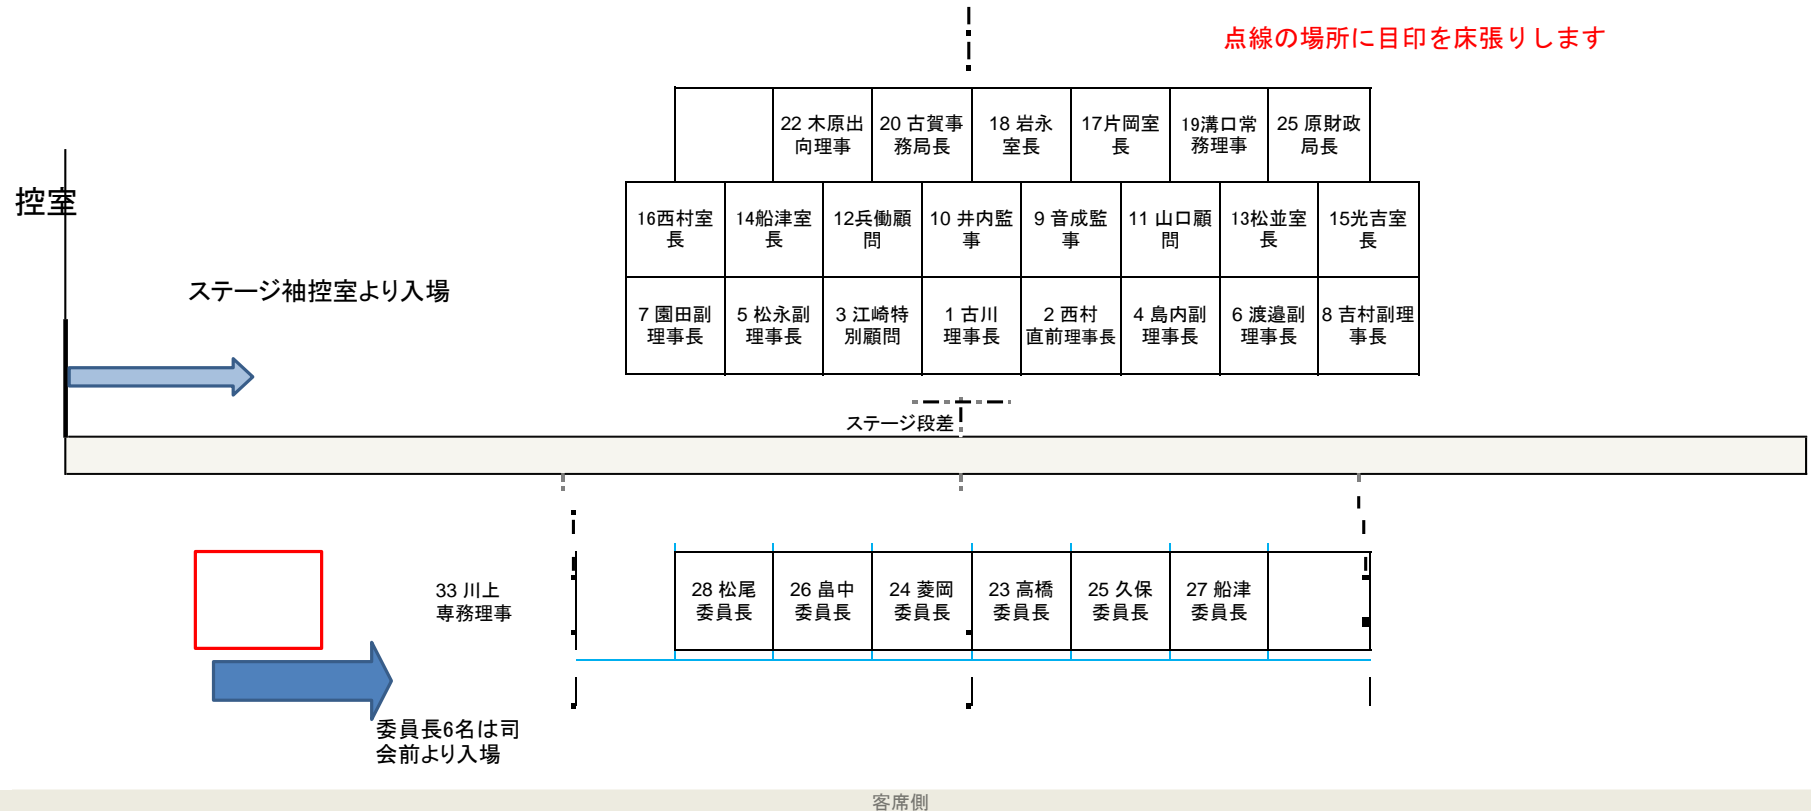 点線の場所に目印を床張りします
22 木原出
向理事
20 古賀事
務局長
18 岩永
室長
17片岡室
長
19溝口常
務理事
25 原財政
局長
控室
16西村室
長
14船津室
長
12兵働顧
問
10 井内監
事
9 音成監
事
11 山口顧
問
13松並室
長
15光吉室
長
ステージ袖控室より入場
7 園田副
理事長
5 松永副
理事長
3 江崎特
別顧問
1 古川
理事長
2 西村
直前理事長
4 島内副
理事長
6 渡邉副
理事長
8 吉村副理
事長
ステージ段差
33 川上
専務理事
28 松尾
委員長
26 畠中
委員長
24 菱岡
委員長
23 高橋
委員長
25 久保
委員長
27 船津
委員長
委員長6名は司
会前より入場
客席側